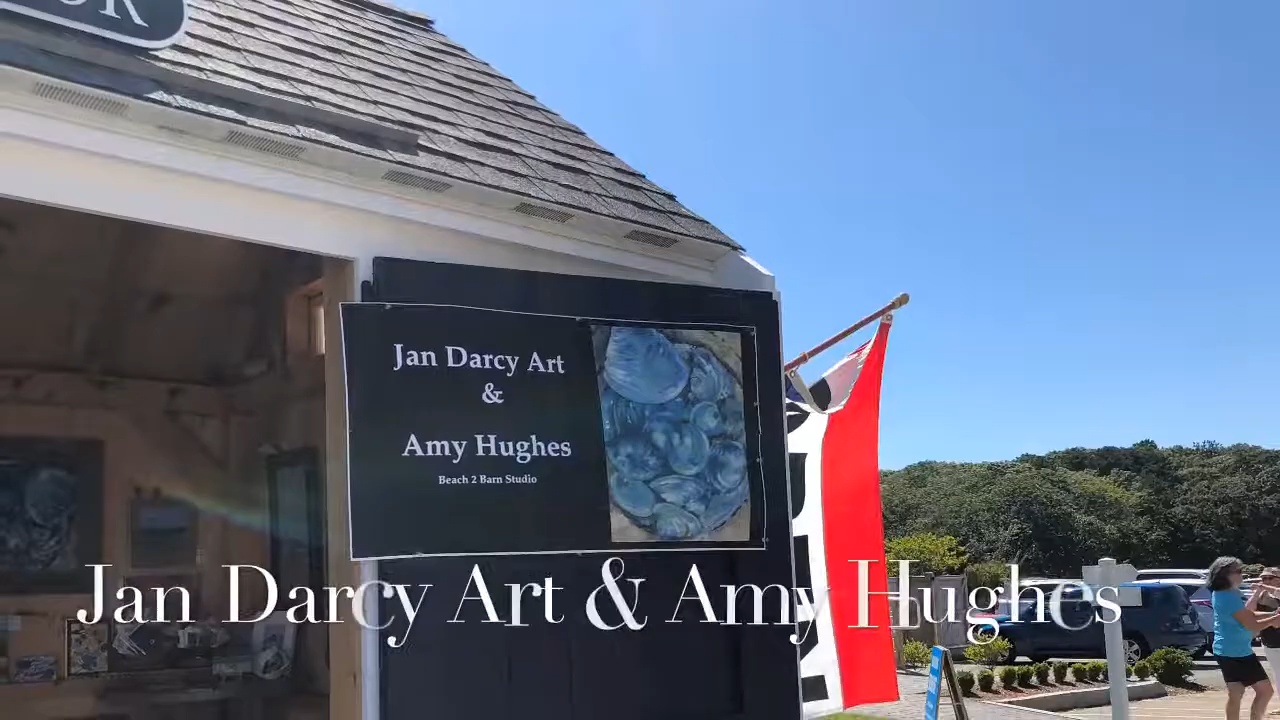 Jan Darcy Art
&
Amy Hughes
Beach 2 Barn Studio
Jan Darcy Art & Amy Hughes